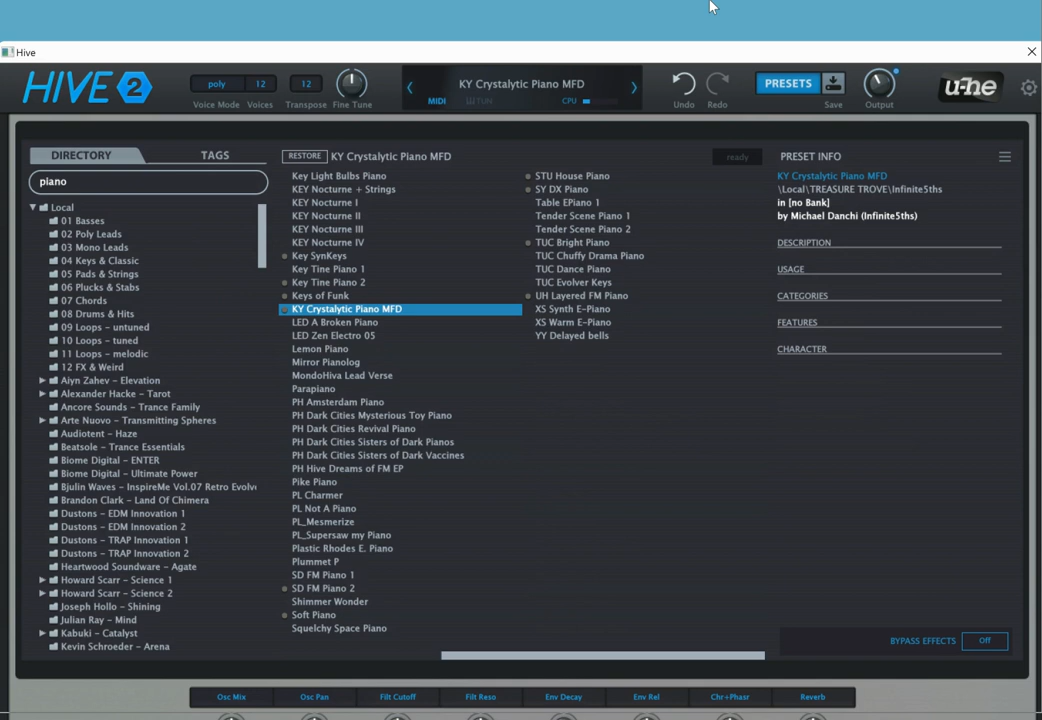 Hive
HIVE 2
poly
12
12
Voice Mode
Voices
Transpose
Fine Tune
KY Crystalytic Piano MFD
MIDI
TUN
CPU
Undo
Redo
PRESETS
Save
Output
u-he
DIRECTORY
TAGS
piano
Local
01 Basses
02 Poly Leads
03 Mono Leads
04 Keys & Classic
05 Pads & Strings
06 Plucks & Stabs
07 Chords
08 Drums & Hits
09 Loops - untuned
10 Loops - tuned
11 Loops - melodic
12 FX & Weird
Aiyn Zahev - Elevation
Alexander Hacke - Tarot
Ancore Sounds - Trance Family
Arte Nuovo - Transmitting Spheres
Audiotent - Haze
Beatsole - Trance Essentials
Biome Digital - ENTER
Biome Digital - Ultimate Power
Bjulin Waves - InspireMe Vol.07 Retro Evolv
Brandon Clark - Land Of Chimera
Dustons - EDM Innovation 1
Dustons - EDM Innovation 2
Dustons - TRAP Innovation 1
Dustons - TRAP Innovation 2
Heartwood Soundware - Agate
Howard Scarr - Science 1
Howard Scarr - Science 2
Joseph Hollo - Shining
Julian Ray - Mind
Kabuki - Catalyst
Kevin Schroeder - Arena
RESTORE
KY Crystalytic Piano MFD
ready
Key Light Bulbs Piano
KEY Nocturne + Strings
KEY Nocturne I
KEY Nocturne II
KEY Nocturne III
KEY Nocturne IV
Key SynKeys
Key Tine Piano 1
Key Tine Piano 2
Keys of Funk
KY Crystalytic Piano MFD
LED A Broken Piano
LED Zen Electro 05
Lemon Piano
Mirror Pianolog
MondoHiva Lead Verse
Parapiano
PH Amsterdam Piano
PH Dark Cities Mysterious Toy Piano
PH Dark Cities Revival Piano
PH Dark Cities Sisters of Dark Pianos
PH Dark Cities Sisters of Dark Vaccines
PH Hive Dreams of FM EP
Pike Piano
PL Charmer
PL Not A Piano
PL_Mesmerize
PL_Supersaw my Piano
Plastic Rhodes E. Piano
Plummet P
SD FM Piano 1
SD FM Piano 2
Shimmer Wonder
Soft Piano
Squelchy Space Piano
STU House Piano
SY DX Piano
Table EPiano 1
Tender Scene Piano 1
Tender Scene Piano 2
TUC Bright Piano
TUC Chuffy Drama Piano
TUC Dance Piano
TUC Evolver Keys
UH Layered FM Piano
XS Synth E-Piano
XS Warm E-Piano
YY Delayed bells
PRESET INFO
KY Crystalytic Piano MFD
\Local\TREASURE TROVE\Infinite5ths
in [no Bank]
by Michael Danchi (Infinite5ths)
DESCRIPTION
USAGE
CATEGORIES
FEATURES
CHARACTER
BYPASS EFFECTS
Off
Osc Mix
Osc Pan
Filt Cutoff
Filt Reso
Env Decay
Env Rel
Chr+Phasr
Reverb